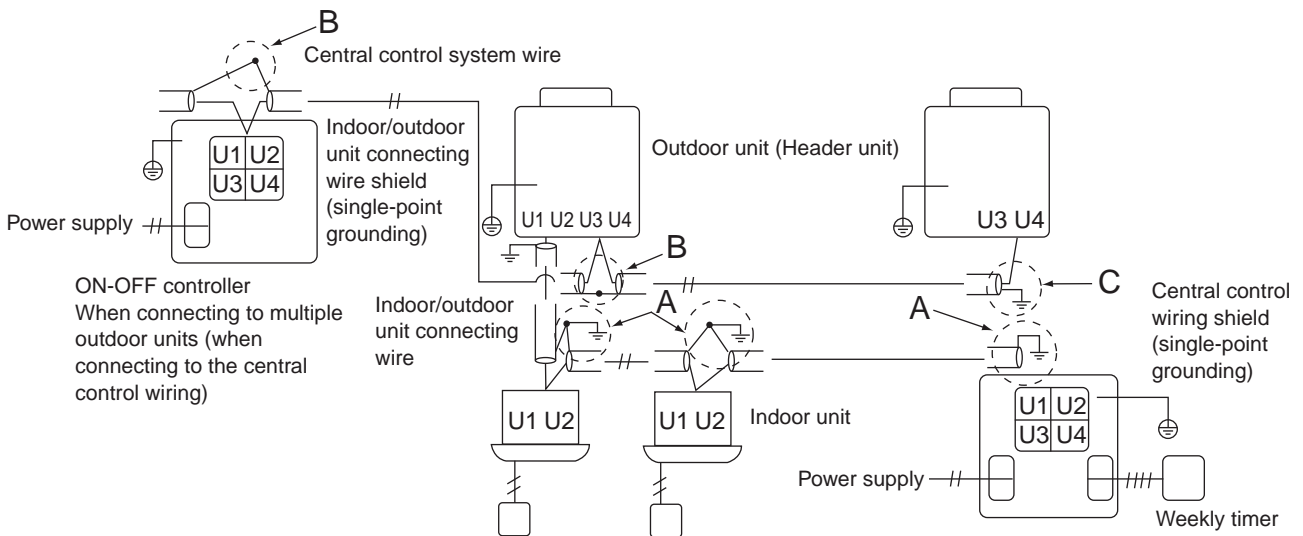 B
Central control system wire
U1 U2
U3 U4
Power supply
Indoor/outdoor
unit connecting
wire shield
(single-point
grounding)
ON-OFF controller
When connecting to multiple
outdoor units (when
connecting to the central
control wiring)
Outdoor unit (Header unit)
U1 U2 U3 U4
U3 U4
B
C
A
A
Indoor/outdoor
unit connecting
wire
Central control
wiring shield
(single-point
grounding)
U1 U2
U1 U2
Indoor unit
U1 U2
U3 U4
Power supply
Weekly timer